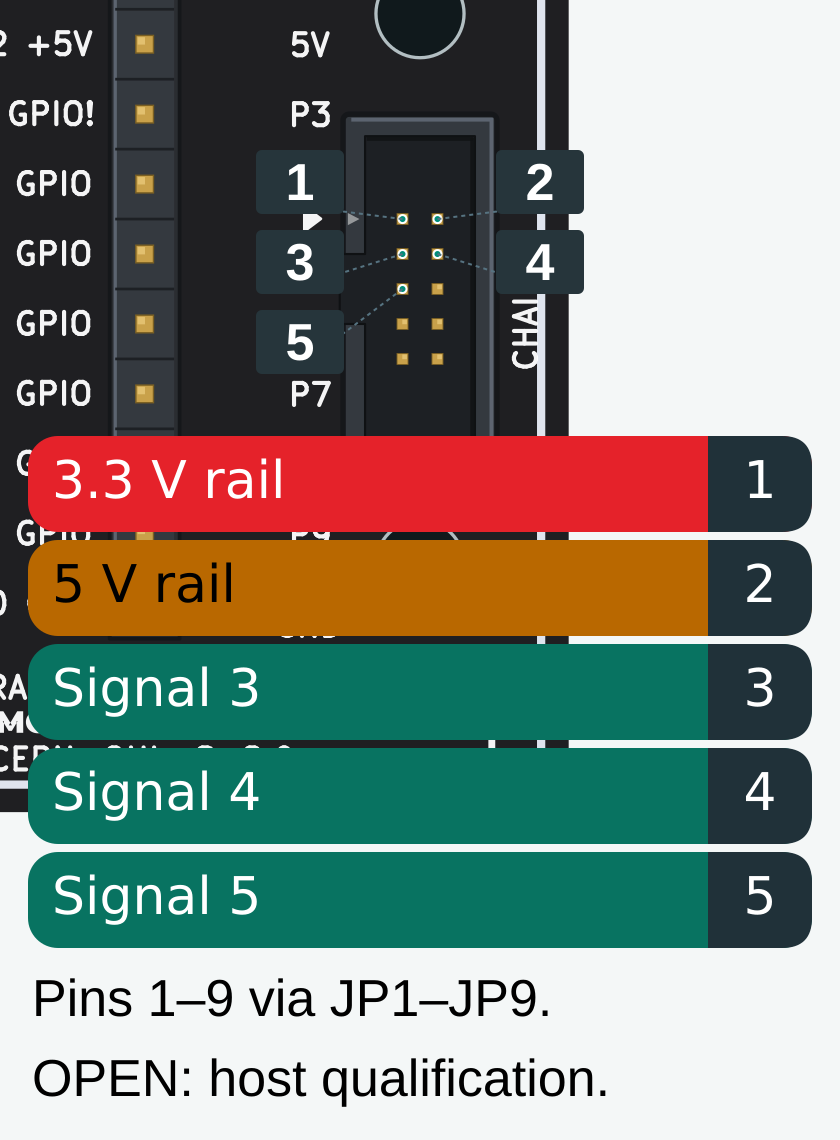 +5V
5V
GPIO!
P3
1
2
GPIO
3
4
GPIO
5
GPIO
GPIO
P7
3.3 V rail 1
5 V rail 2
Signal 3 3
Signal 4 4
Signal 5 5
Pins 1–9 via JP1–JP9.
OPEN: host qualification.